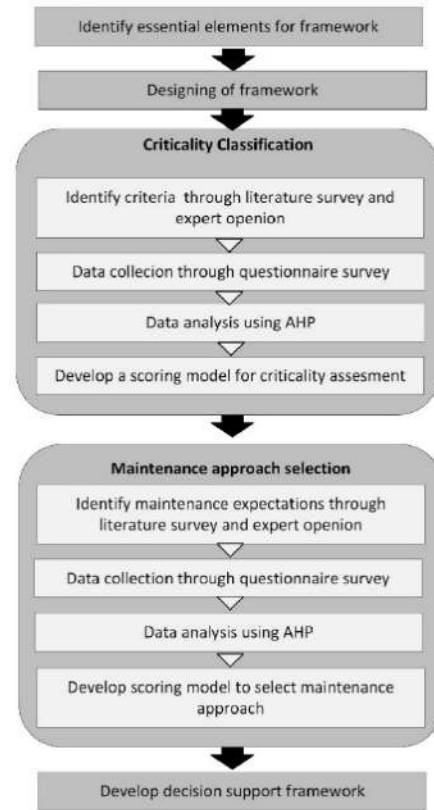 Identify essential elements for framework
Designing of framework
Criticality Classification
Identify criteria through literature survey and
expert openion
Data collecion through questionnaire survey
Data analysis using AHP
Develop a scoring model for criticality assesment
Maintenance approach selection
Identify maintenance expectations through
literature survey and expert openion
Data collection through questionnaire survey
Data analysis using AHP
Develop scoring model to select maintenance
approach
Develop decision support framework